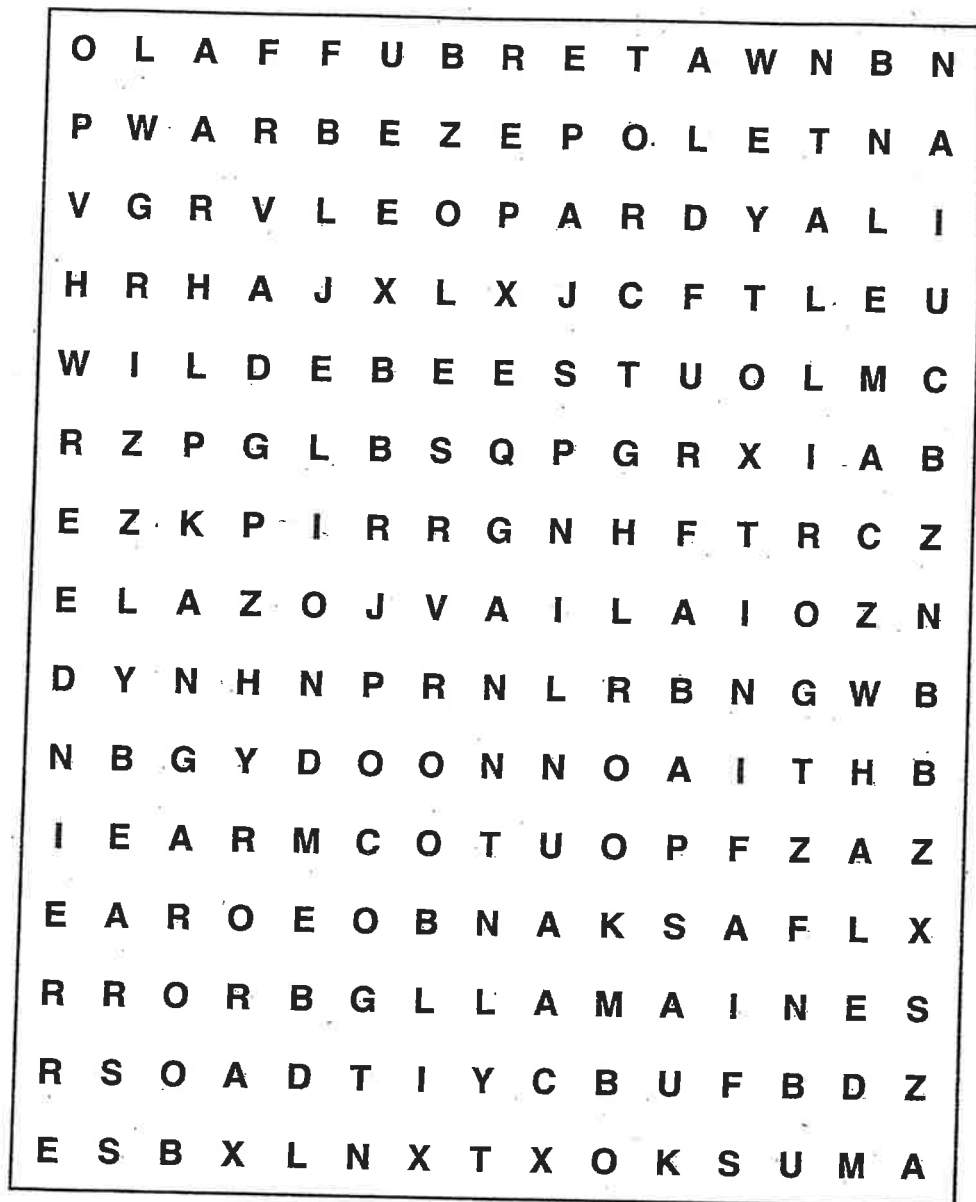 O L A F F U B R E T A W N B N
P W A R B E Z E P O L E T N A
V G R V L E O P A R D Y A L I
H R H A J X L X J C F T L E U
W I L D E B E E S T U O L M C
R Z P G L B S Q P G R X I A B
E Z K P I R R G N H F T R C Z
E L A Z O J V A I L A I O Z N
D Y N H N P R N L R B N G W B
N B G Y D O O N N O A I T H B
I E A R M C O T U O P F Z A Z
E A R O E O B N A K S A F L X
R R O R B G L L A M A I N E S
R S O A D T I Y C B U F B D Z
E S B X L N X T X O K S U M A